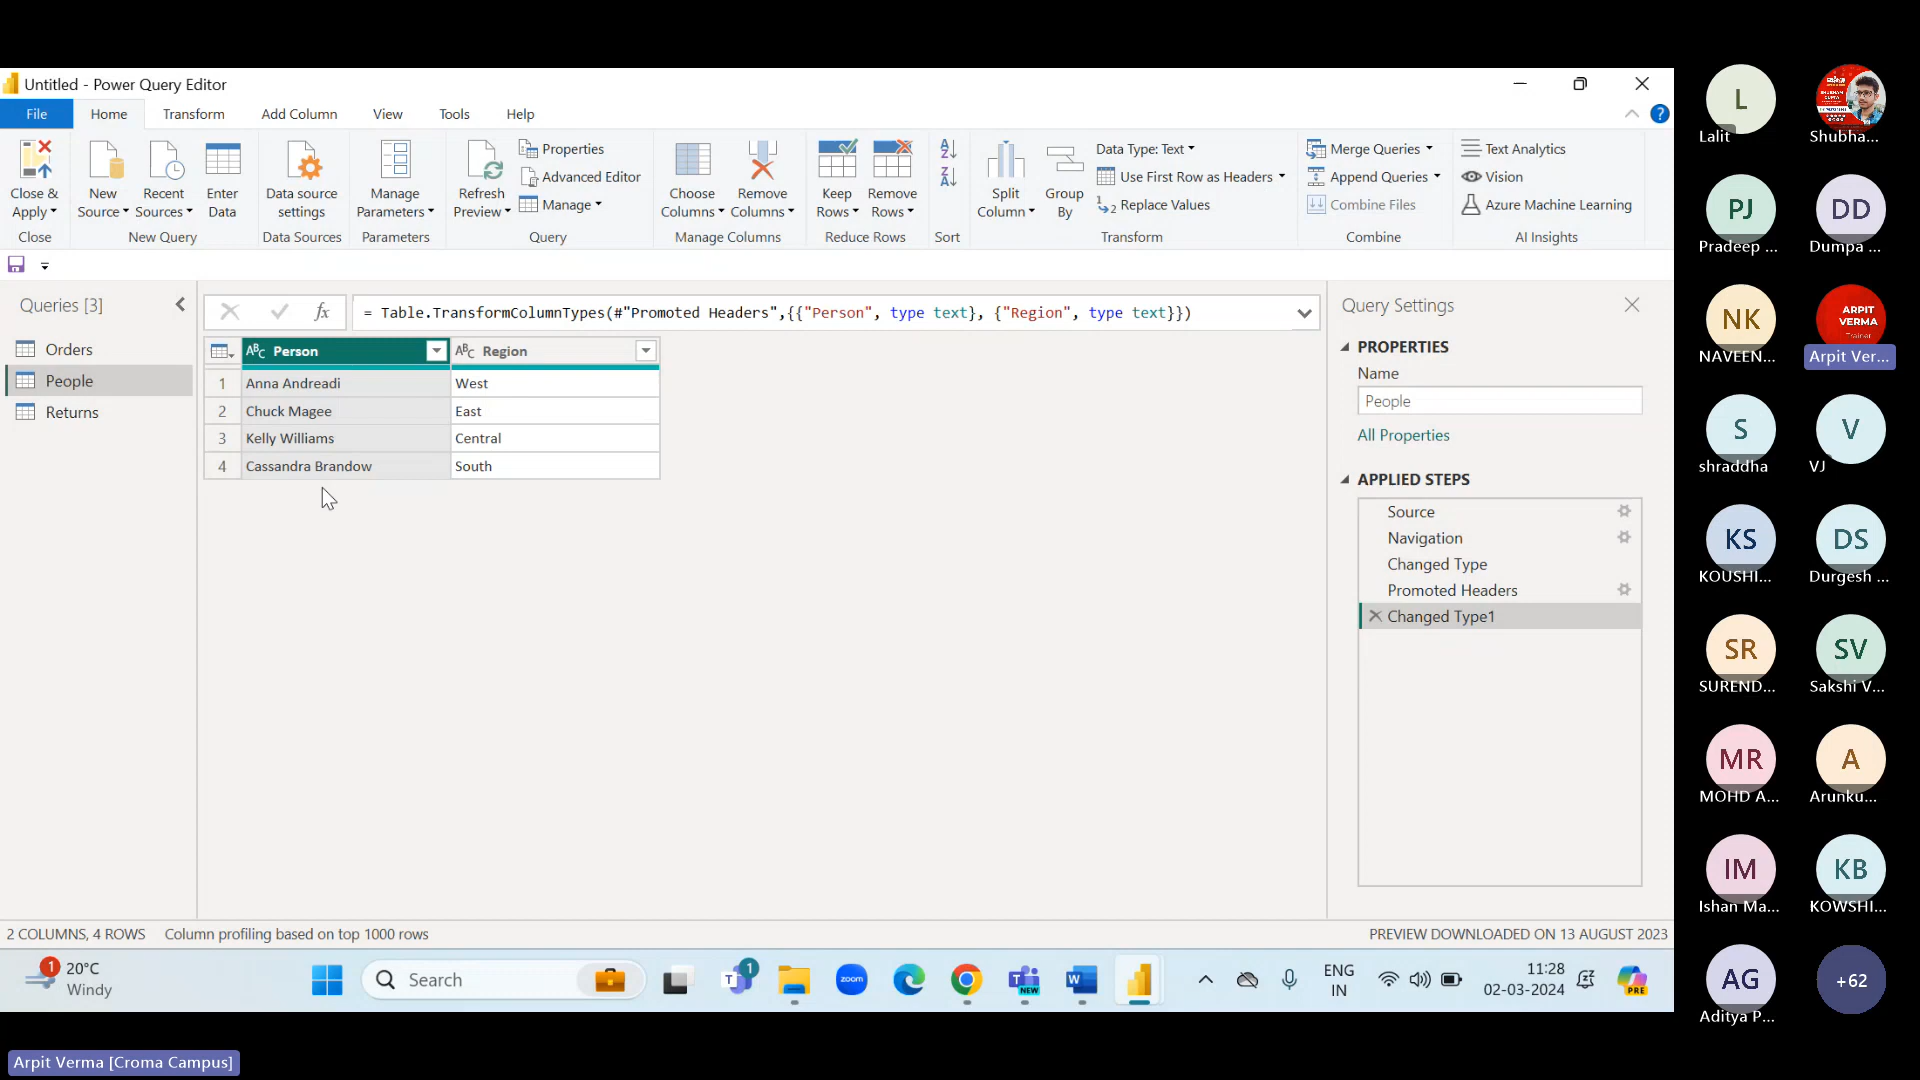 Untitled - Power Query Editor
File
Home
Transform
Add Column
View
Tools
Help
Close &
Apply
New
Source
Recent
Sources
Enter
Data
Data source
settings
Manage
Parameters
Refresh
Preview
Properties
Advanced Editor
Manage
Choose
Columns
Remove
Columns
Keep
Rows
Remove
Rows
Split
Column
Group
By
Data Type: Text
Use First Row as Headers
Replace Values
Merge Queries
Append Queries
Combine Files
Text Analytics
Vision
Azure Machine Learning
Close
New Query
Data Sources
Parameters
Query
Manage Columns
Reduce Rows
Sort
Transform
Combine
AI Insights
Queries [3]
Orders
People
Returns
fx
= Table.TransformColumnTypes(#"Promoted Headers",{{"Person", type text}, {"Region", type text}})
ABC Person
ABC Region
1 Anna Andreadi West
2 Chuck Magee East
3 Kelly Williams Central
4 Cassandra Brandow South
Query Settings
PROPERTIES
Name
People
All Properties
APPLIED STEPS
Source
Navigation
Changed Type
Promoted Headers
Changed Type1
2 COLUMNS, 4 ROWS
Column profiling based on top 1000 rows
PREVIEW DOWNLOADED ON 13 AUGUST 2023
1
20°C
Windy
Search
1
zoom
NEW
ENG
IN
11:28
02-03-2024
PRE
L
Lalit
Shubha...
PJ
Pradeep ...
DD
Dumpa ...
NK
NAVEEN...
ARPIT
VERMA
Trainer
Arpit Ver...
S
shraddha
V
VJ
KS
KOUSHI...
DS
Durgesh ...
SR
SUREND...
SV
Sakshi V...
MR
MOHD A...
A
Arunku...
IM
Ishan Ma...
KB
KOWSHI...
AG
Aditya P...
+62
Arpit Verma [Croma Campus]